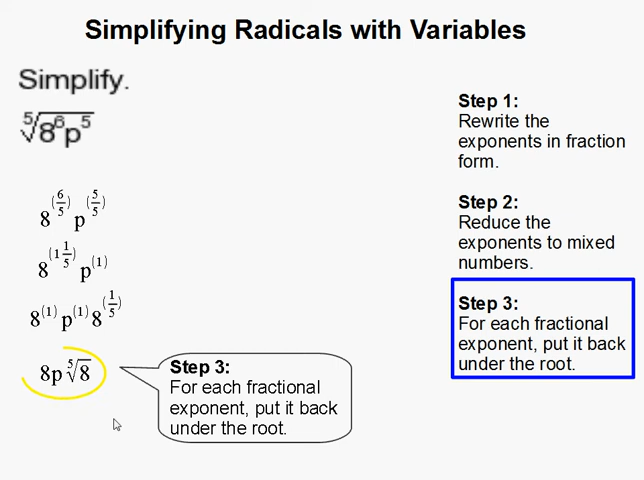 Simplifying Radicals with Variables
Simplify.
⁵√8⁶p⁵
8^(6/5) p^(5/5)
8^(1 1/5) p^(1)
8^(1) p^(1) 8^(1/5)
8p ⁵√8
Step 3:
For each fractional
exponent, put it back
under the root.
Step 1:
Rewrite the
exponents in fraction
form.
Step 2:
Reduce the
exponents to mixed
numbers.
Step 3:
For each fractional
exponent, put it back
under the root.